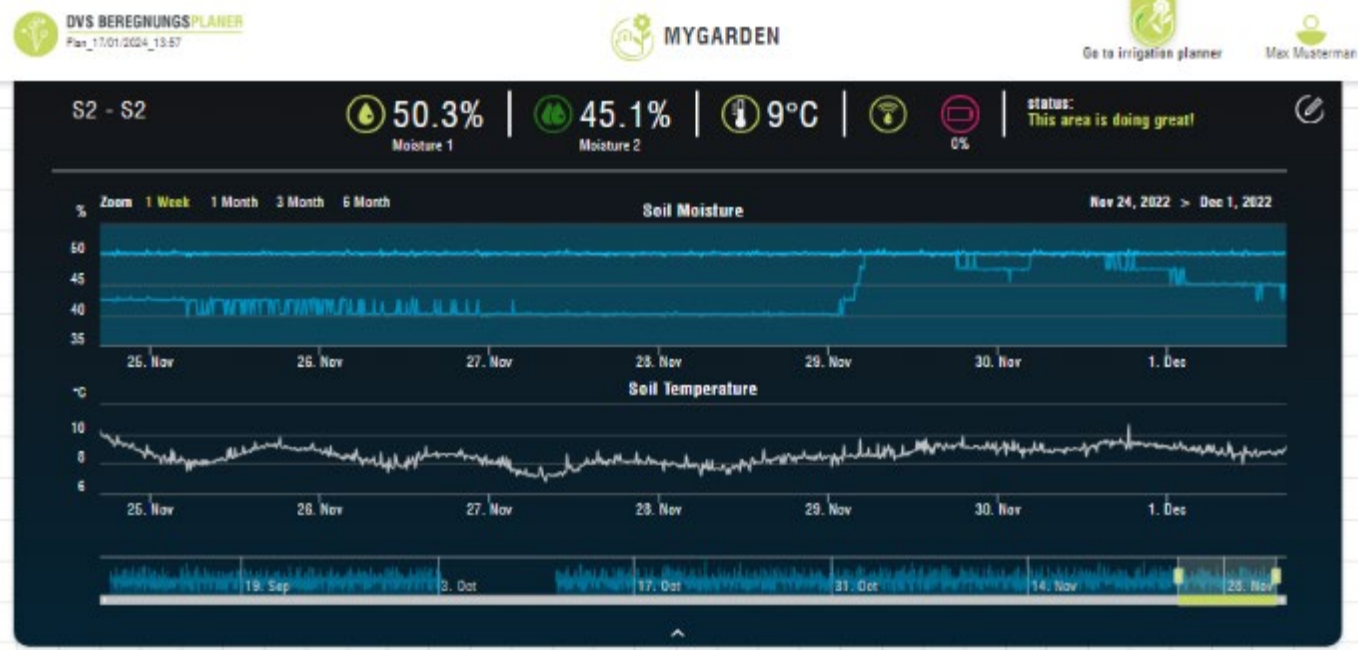 DVS BEREGNUNGSPLANER
Plan_17/01/2024_13:57
MYGARDEN
Go to irrigation planner
Max Musterman
S2 - S2
50.3%
Moisture 1
45.1%
Moisture 2
9°C
0%
status:
This area is doing great!
Zoom 1 Week 1 Month 3 Month 6 Month
Soil Moisture
Nov 24, 2022 > Dec 1, 2022
%
50
45
40
35
25. Nov 26. Nov 27. Nov 28. Nov 29. Nov 30. Nov 1. Dec
Soil Temperature
°C
10
8
6
25. Nov 26. Nov 27. Nov 28. Nov 29. Nov 30. Nov 1. Dec
19. Sep 3. Oct 17. Oct 31. Oct 14. Nov 28. Nov